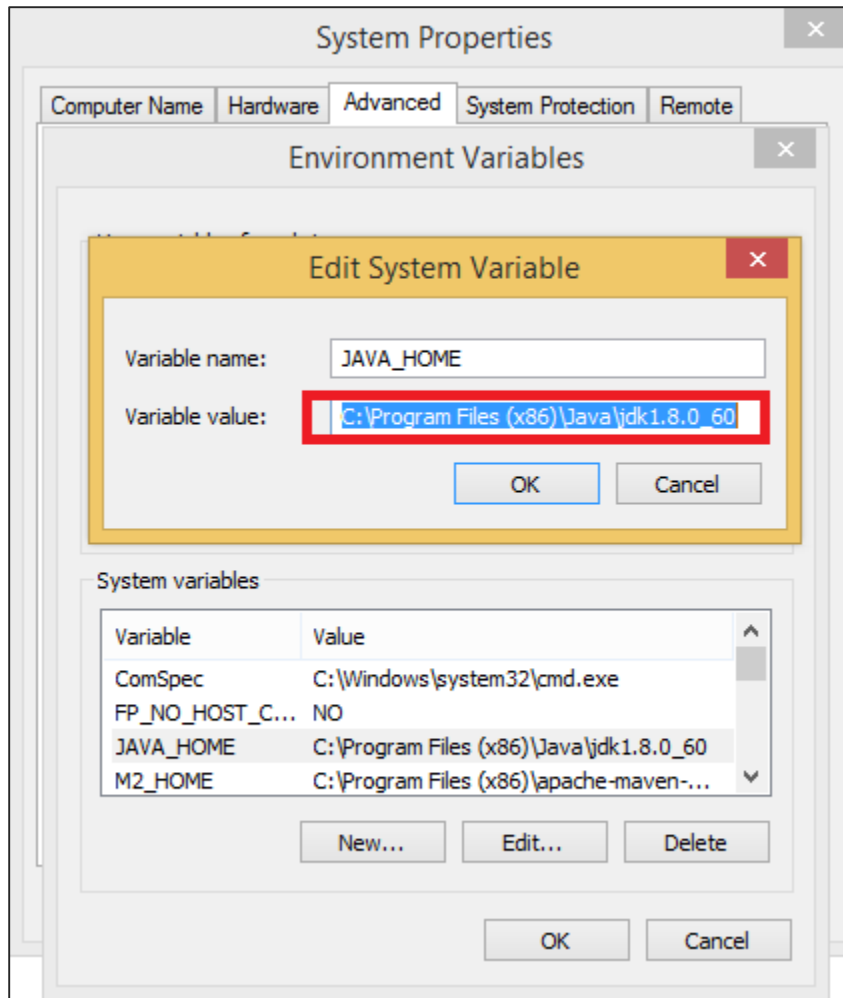 System Properties
Computer Name Hardware Advanced System Protection Remote
Environment Variables
Edit System Variable
Variable name: JAVA_HOME
Variable value: C:\Program Files (x86)\Java\jdk1.8.0_60
OK Cancel
System variables
Variable Value
ComSpec C:\Windows\system32\cmd.exe
FP_NO_HOST_C... NO
JAVA_HOME C:\Program Files (x86)\Java\jdk1.8.0_60
M2_HOME C:\Program Files (x86)\apache-maven-...
New... Edit... Delete
OK Cancel